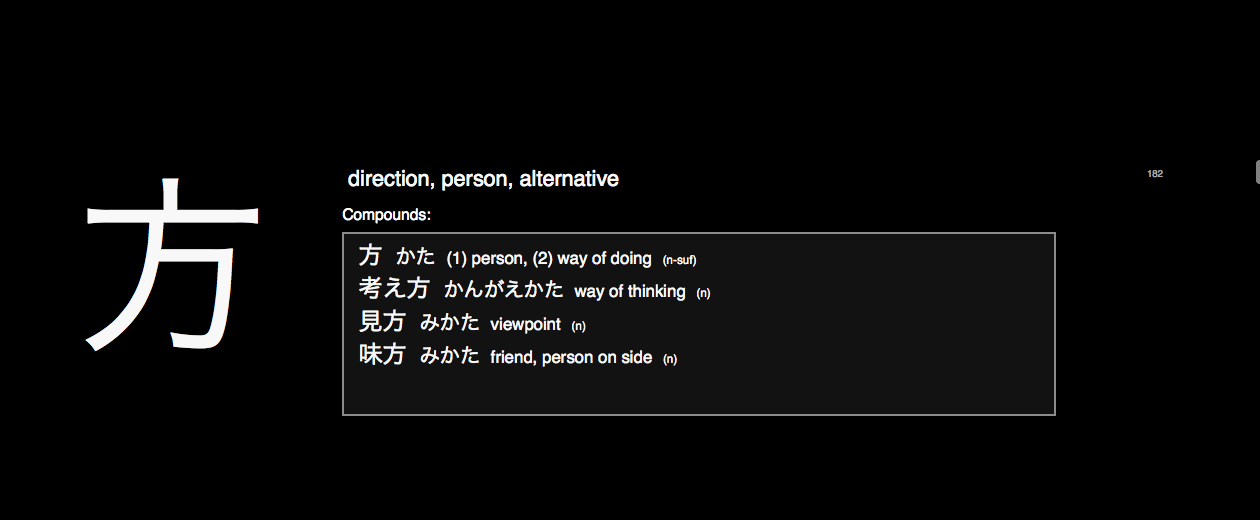 方
direction, person, alternative
182
Compounds:
方 かた (1) person, (2) way of doing (n-suf)
考え方 かんがえかた way of thinking (n)
見方 みかた viewpoint (n)
味方 みかた friend, person on side (n)